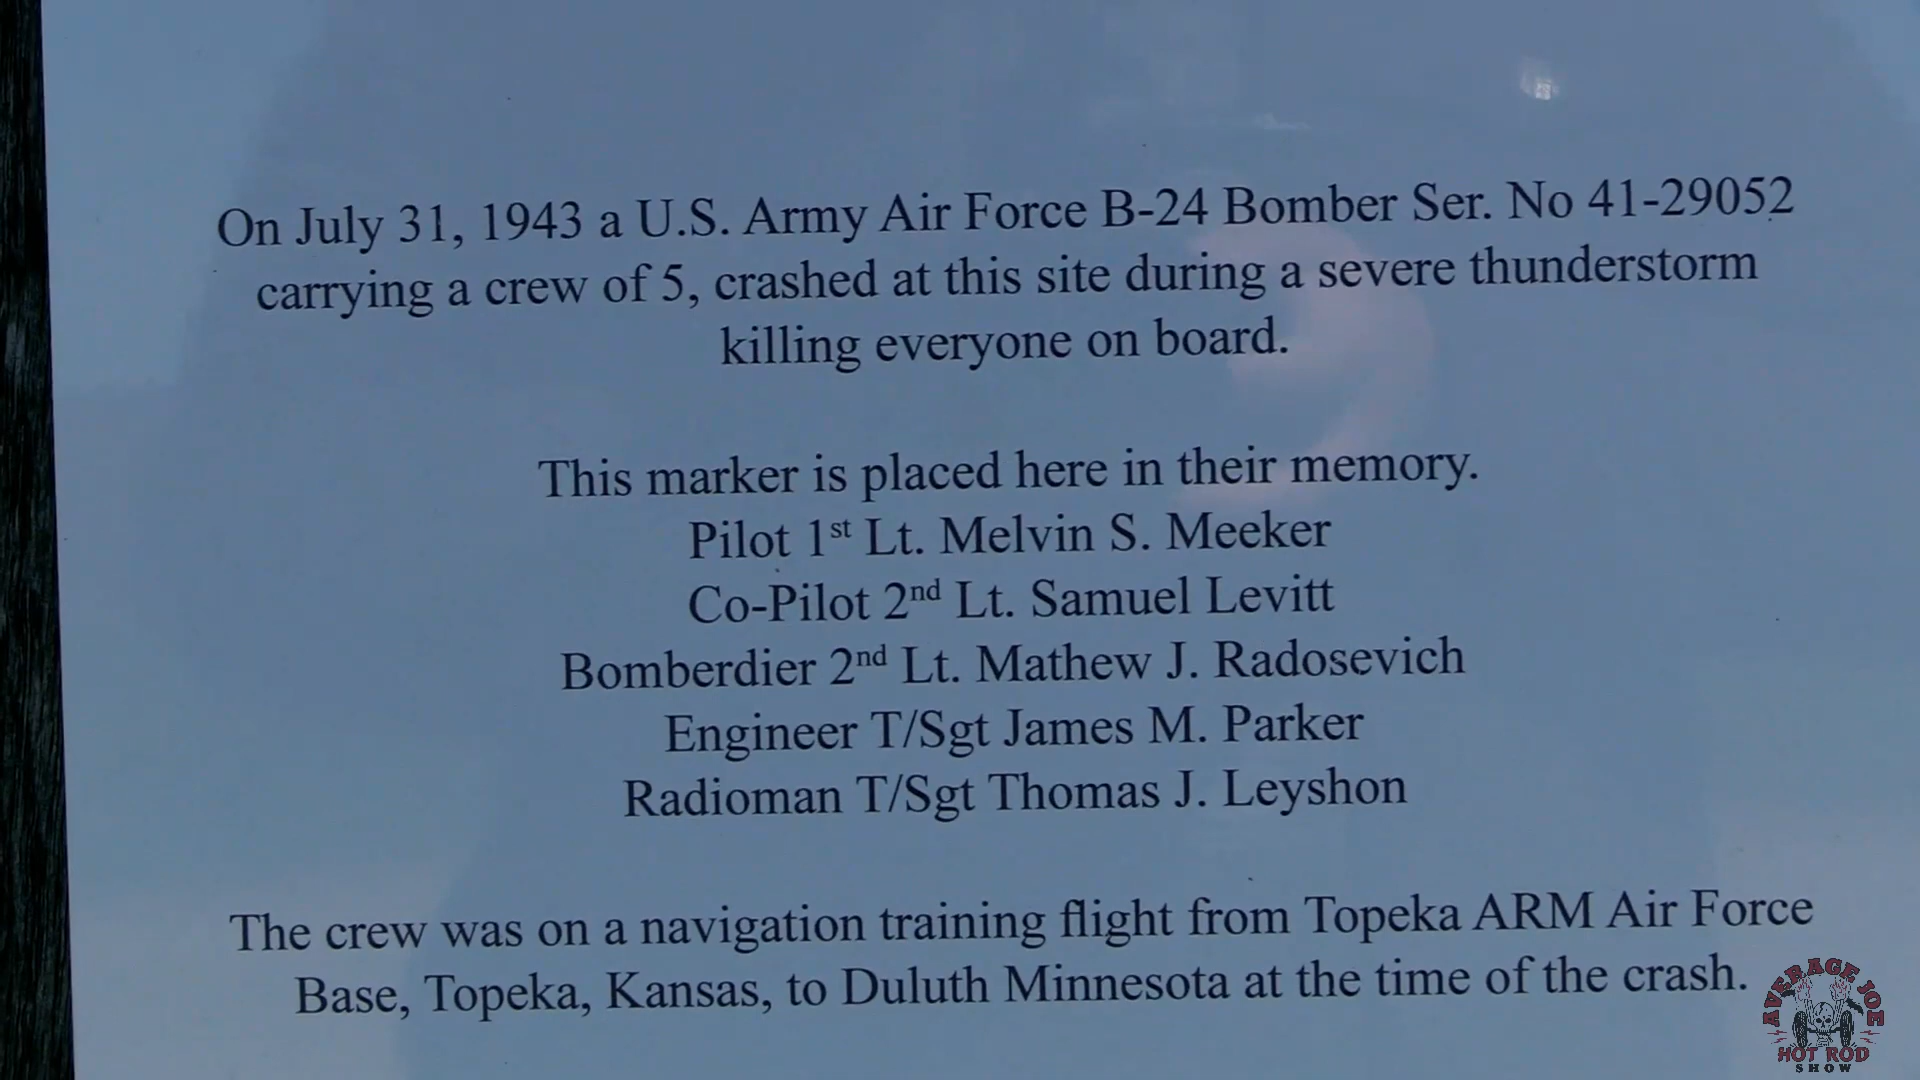 On July 31, 1943 a U.S. Army Air Force B-24 Bomber Ser. No 41-29052
carrying a crew of 5, crashed at this site during a severe thunderstorm
killing everyone on board.
This marker is placed here in their memory.
Pilot 1st Lt. Melvin S. Meeker
Co-Pilot 2nd Lt. Samuel Levitt
Bomberdier 2nd Lt. Mathew J. Radosevich
Engineer T/Sgt James M. Parker
Radioman T/Sgt Thomas J. Leyshon
The crew was on a navigation training flight from Topeka ARM Air Force
Base, Topeka, Kansas, to Duluth Minnesota at the time of the crash.
AVERAGE JOE
HOT ROD
SHOW